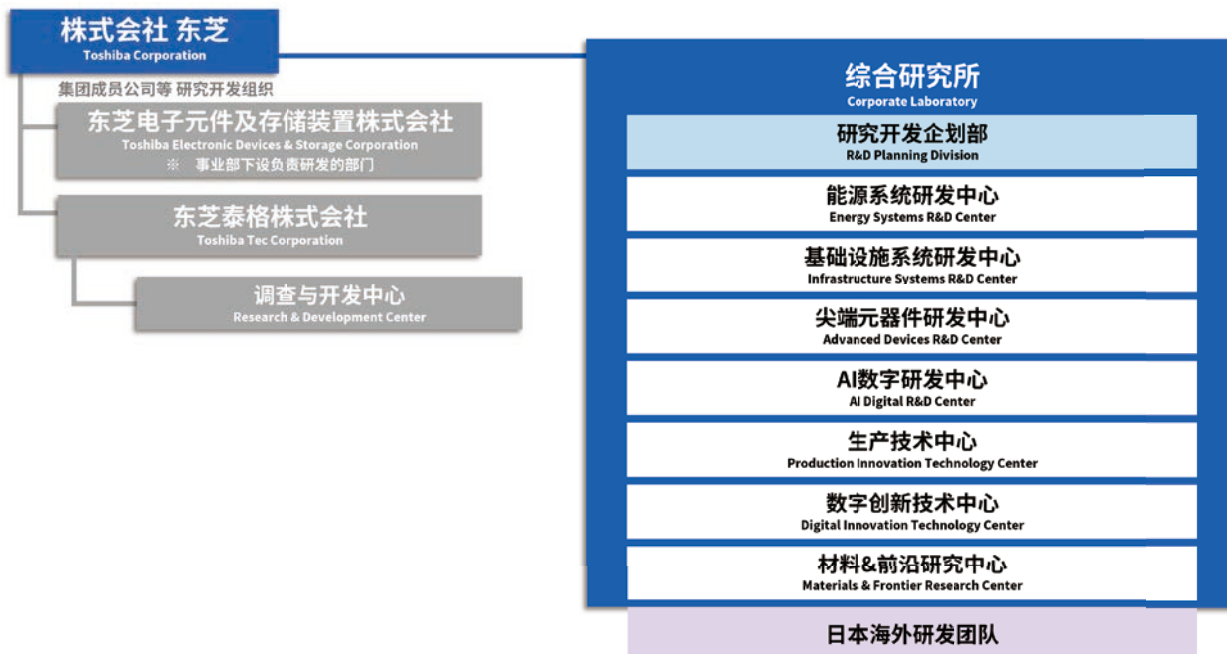 株式会社 东芝
Toshiba Corporation
集团成员公司等 研究开发组织
东芝电子元件及存储装置株式会社
Toshiba Electronic Devices & Storage Corporation
※ 事业部下设负责研发的部门
东芝泰格株式会社
Toshiba Tec Corporation
调查与开发中心
Research & Development Center
综合研究所
Corporate Laboratory
研究开发企划部
R&D Planning Division
能源系统研发中心
Energy Systems R&D Center
基础设施系统研发中心
Infrastructure Systems R&D Center
尖端元器件研发中心
Advanced Devices R&D Center
AI数字研发中心
AI Digital R&D Center
生产技术中心
Production Innovation Technology Center
数字创新技术中心
Digital Innovation Technology Center
材料&前沿研究中心
Materials & Frontier Research Center
日本海外研发团队